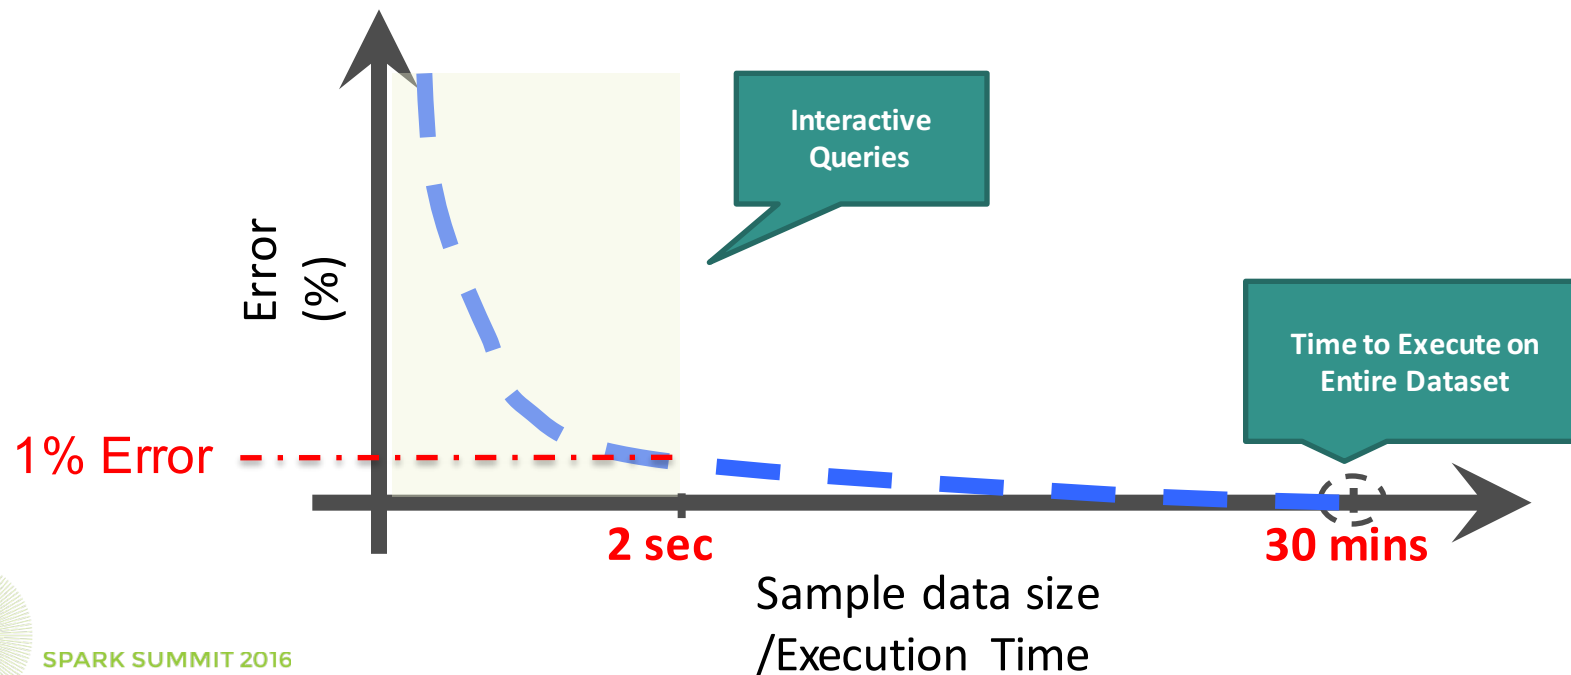 Interactive
Queries
Error
(%)
Time to Execute on
Entire Dataset
1% Error
2 sec
30 mins
Sample data size
/Execution Time
SPARK SUMMIT 2016